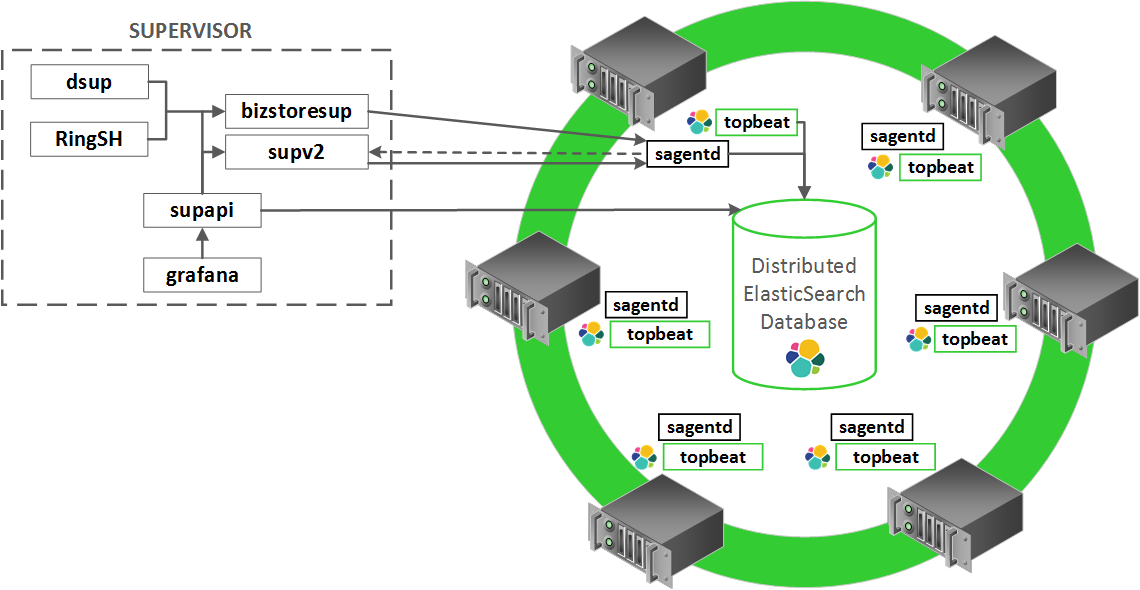 SUPERVISOR
dsup
RingSH
bizstoresup
supv2
supapi
grafana
topbeat
sagentd
sagentd
topbeat
sagentd
topbeat
sagentd
topbeat
Distributed
ElasticSearch
Database
sagentd
topbeat
sagentd
topbeat